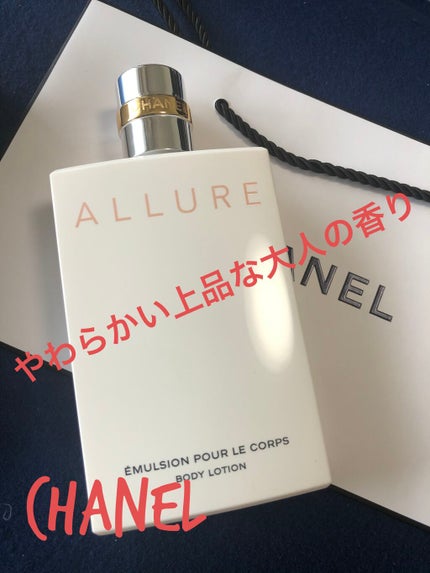 CHANEL
ALLURE
やわらかい上品な大人の香り
ANEL
ÉMULSION POUR LE CORPS
BODY LOTION
CHANEL